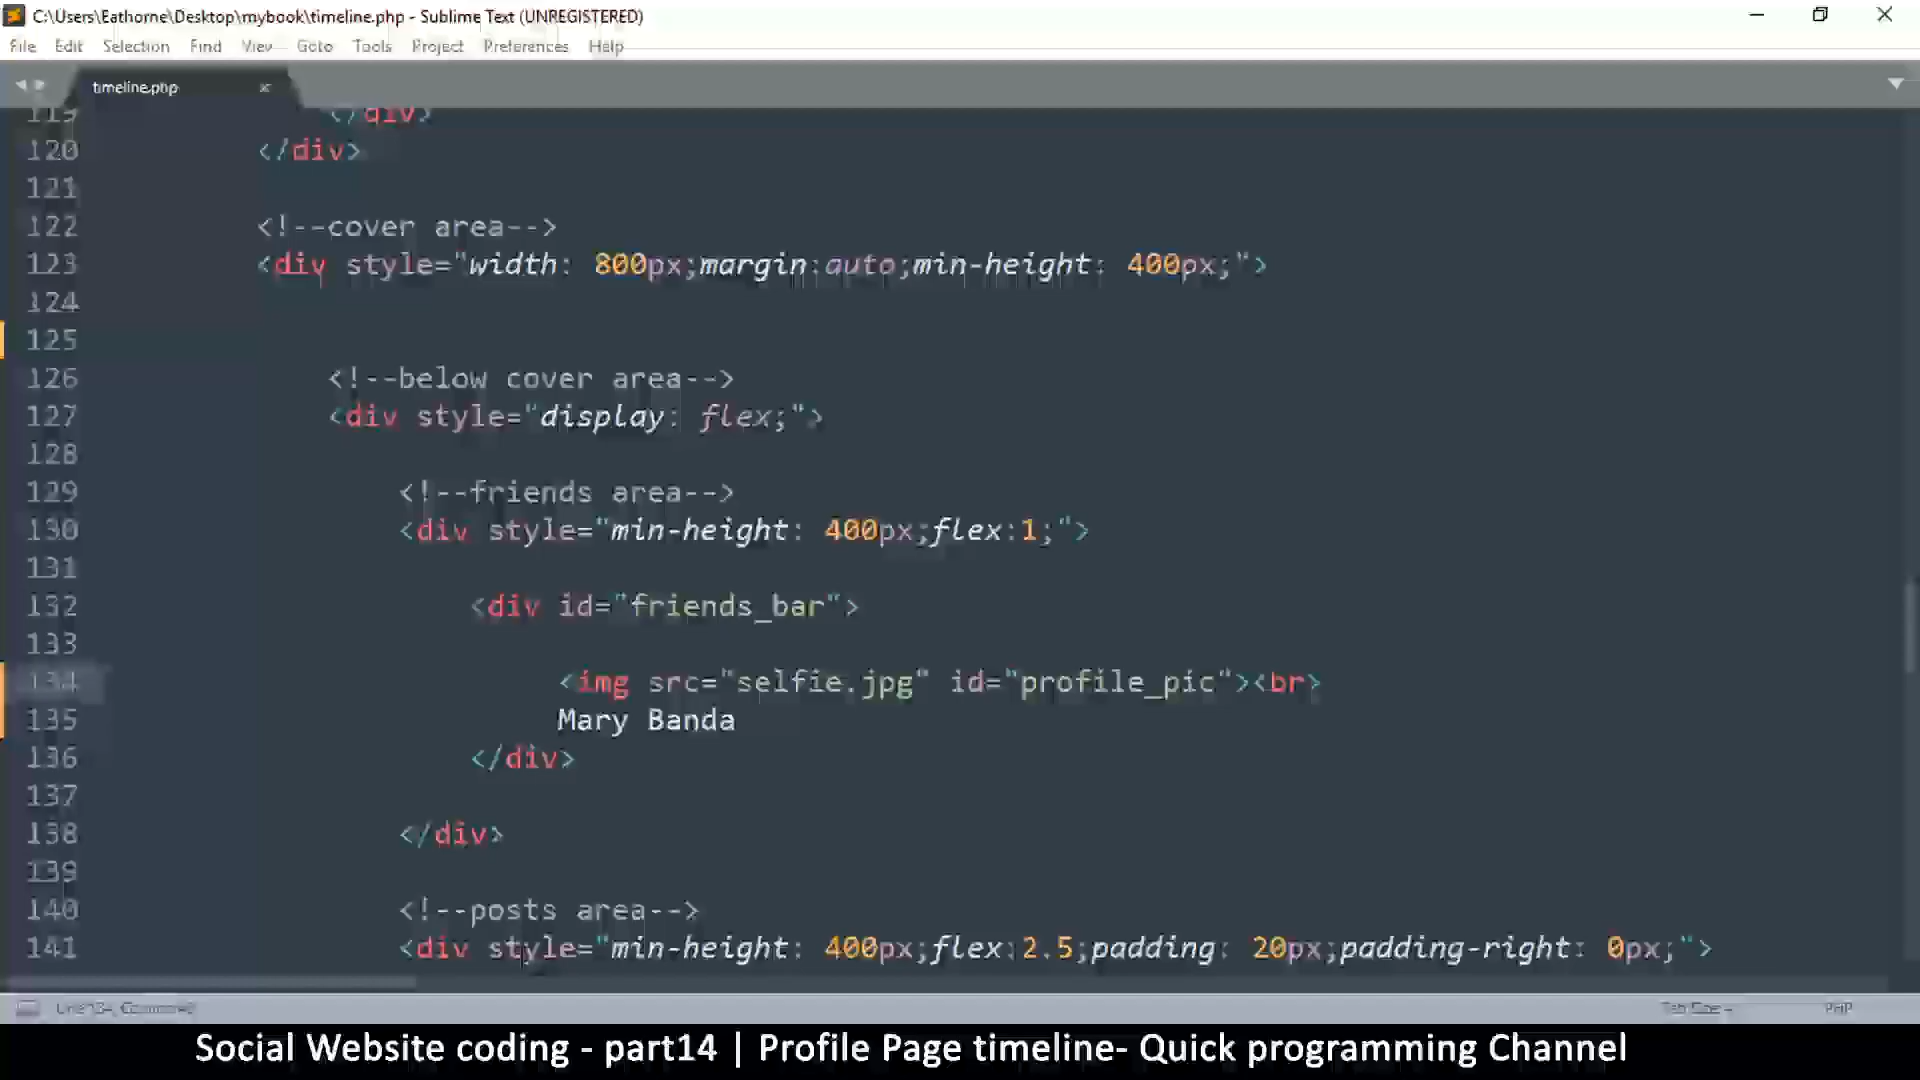 C:\Users\Eathorne\Desktop\mybook\timeline.php - Sublime Text (UNREGISTERED)
File Edit Selection Find View Goto Tools Project Preferences Help
timeline.php
119 </div>
120 </div>
121
122 <!--cover area-->
123 <div style="width: 800px;margin:auto;min-height: 400px;">
124
125
126 <!--below cover area-->
127 <div style="display: flex;">
128
129 <!--friends area-->
130 <div style="min-height: 400px;flex:1;">
131
132 <div id="friends_bar">
133
134 <img src="selfie.jpg" id="profile_pic"><br>
135 Mary Banda
136 </div>
137
138 </div>
139
140 <!--posts area-->
141 <div style="min-height: 400px;flex:2.5;padding: 20px;padding-right: 0px;">
PHP
Social Website coding - part14 | Profile Page timeline- Quick programming Channel